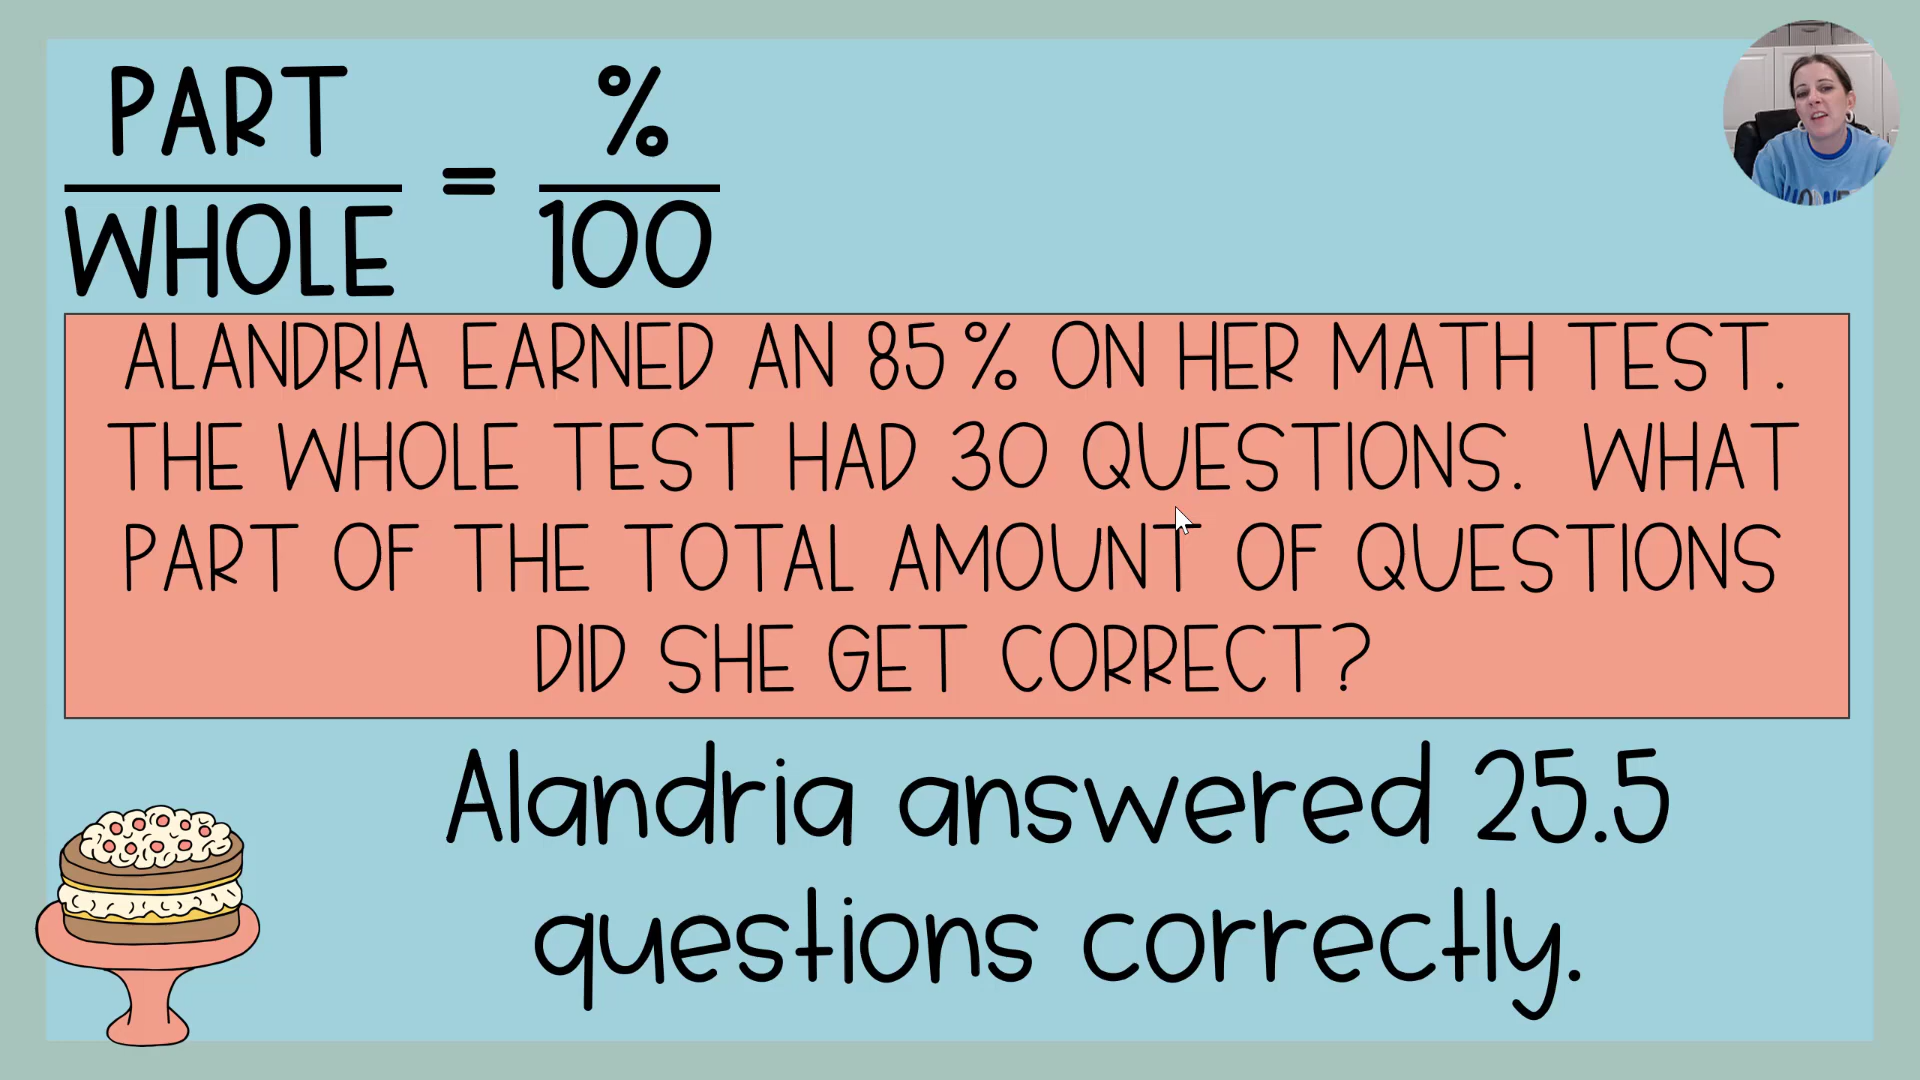 PART
WHOLE
=
%
100
ALANDRIA EARNED AN 85% ON HER MATH TEST.
THE WHOLE TEST HAD 30 QUESTIONS. WHAT
PART OF THE TOTAL AMOUNT OF QUESTIONS
DID SHE GET CORRECT?
Alandria answered 25.5
questions correctly.